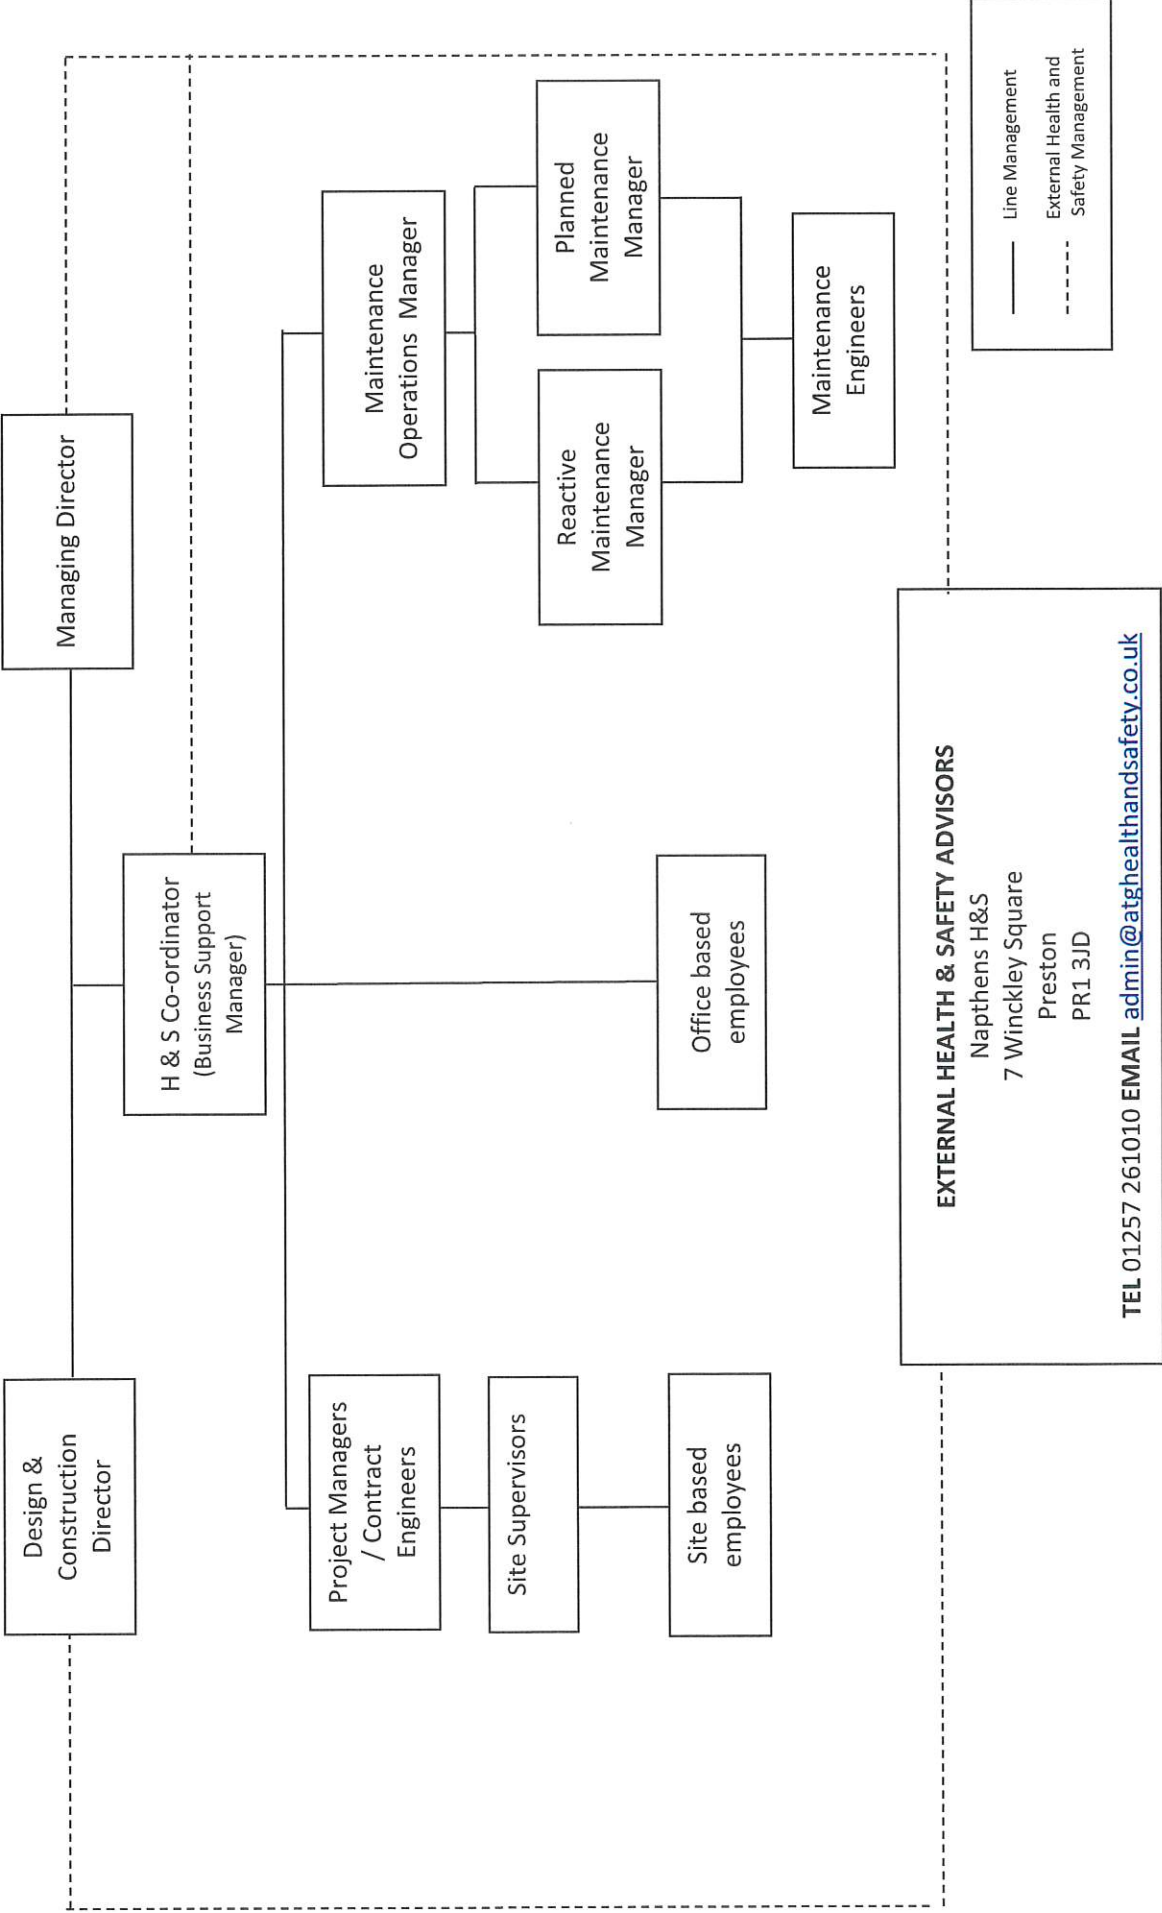 Design &
Construction
Director
Managing Director
H & S Co-ordinator
(Business Support
Manager)
Project Managers
/ Contract
Engineers
Maintenance
Operations Manager
Site Supervisors
Reactive
Maintenance
Manager
Planned
Maintenance
Manager
Site based
employees
Office based
employees
Maintenance
Engineers
EXTERNAL HEALTH & SAFETY ADVISORS
Napthens H&S
7 Winckley Square
Preston
PR1 3JD
TEL 01257 261010 EMAIL admin@atghealthandsafety.co.uk
Line Management
External Health and
Safety Management